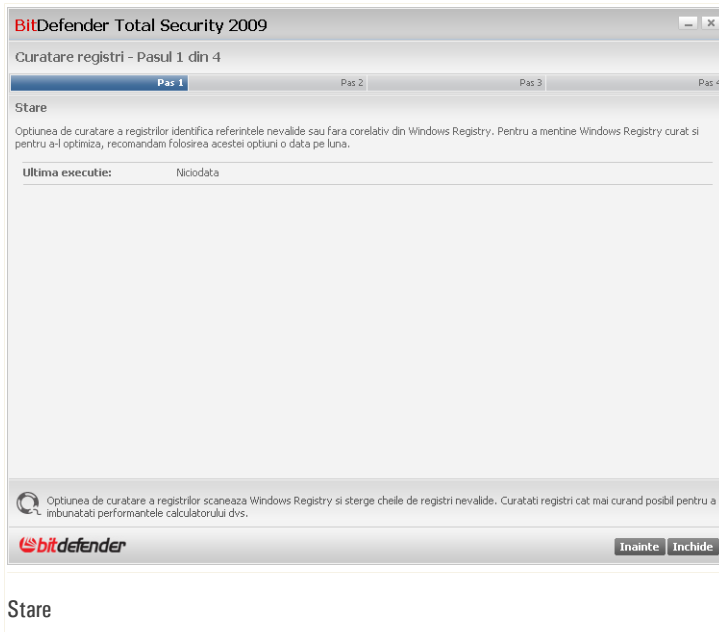 BitDefender Total Security 2009
Curatare registri - Pasul 1 din 4
Pas 1 Pas 2 Pas 3 Pas 4
Stare
Optiunea de curatare a registrilor identifica referintele nevalide sau fara corelativ din Windows Registry. Pentru a mentine Windows Registry curat si
pentru a-l optimiza, recomandam folosirea acestei optiuni o data pe luna.
Ultima executie: Niciodata
Optiunea de curatare a registrilor scaneaza Windows Registry si sterge cheile de registri nevalide. Curatati registri cat mai curand posibil pentru a
imbunatati performantele calculatorului dvs.
bitdefender
Inainte Inchide
Stare